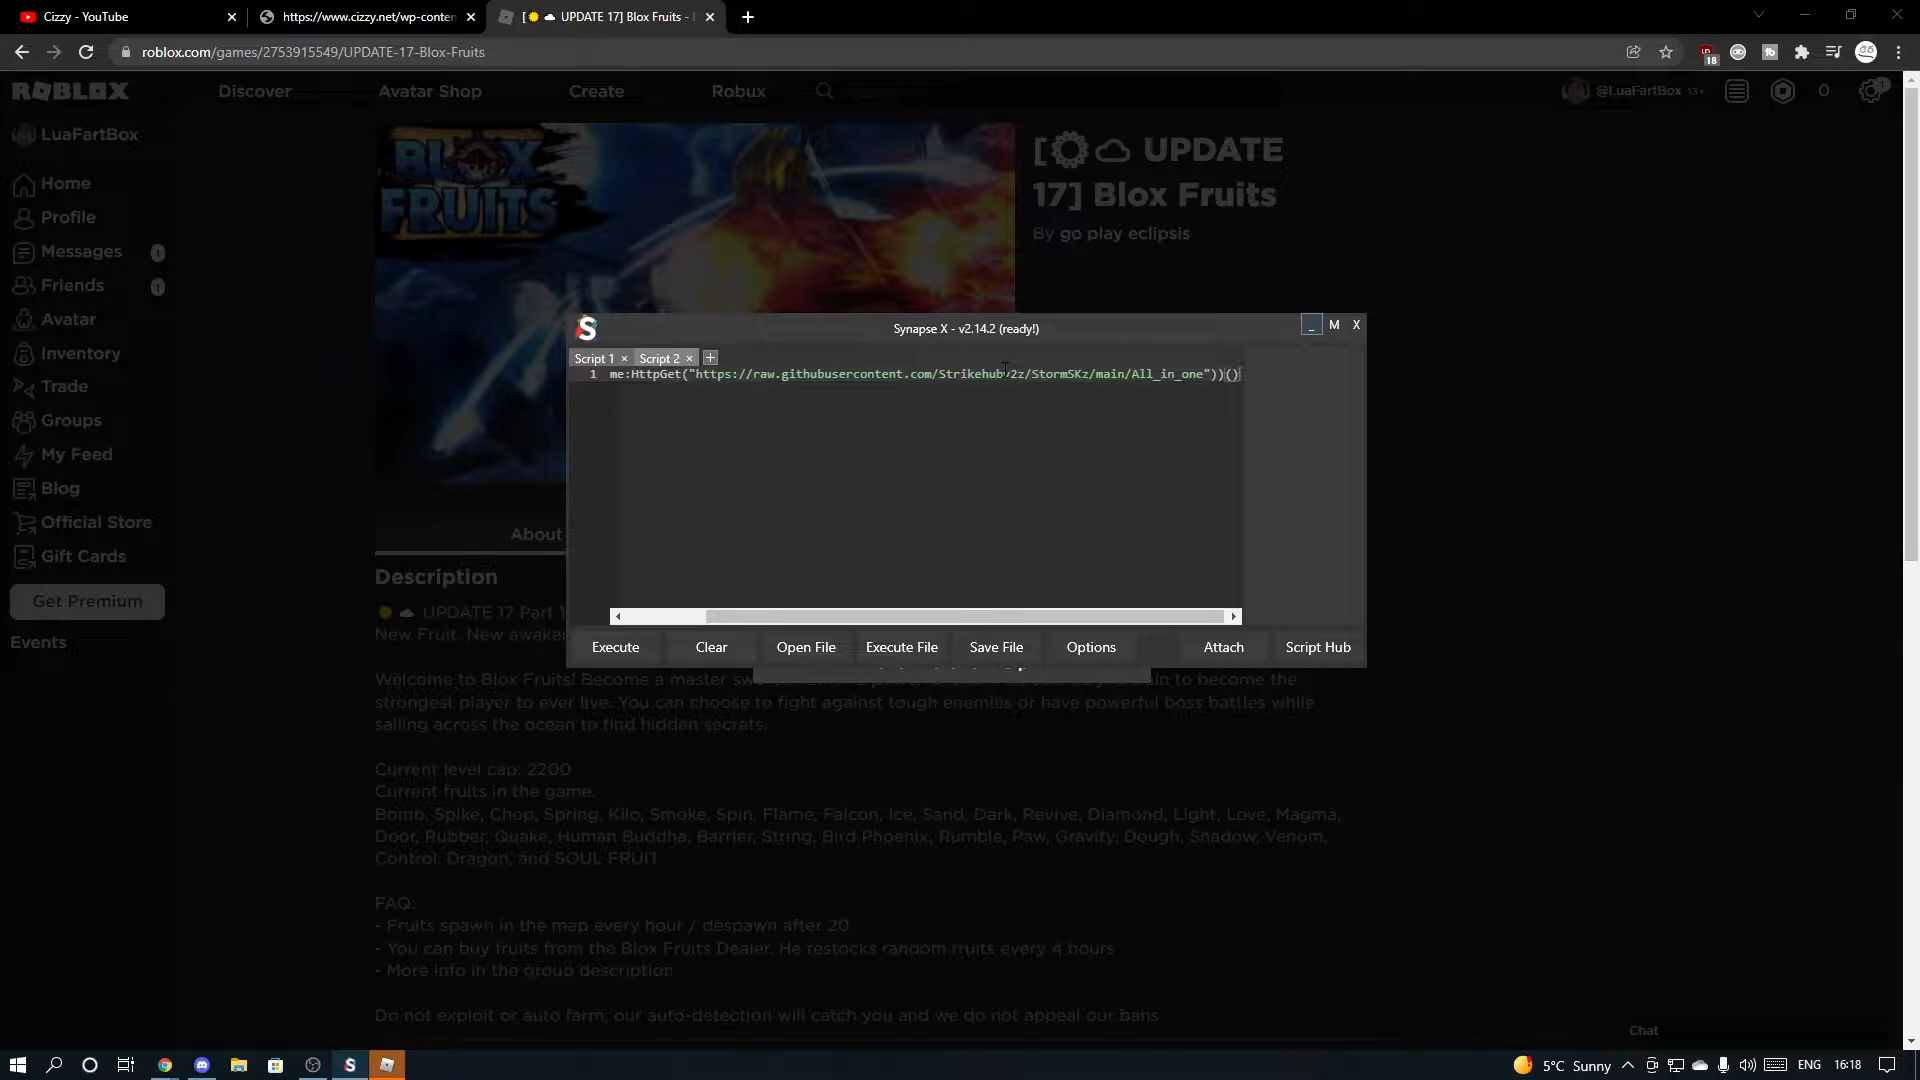 Cizzy - YouTube
https://www.cizzy.net/wp-conten
UPDATE 17] Blox Fruits -
roblox.com/games/2753915549/UPDATE-17-Blox-Fruits
18
ROBLOX
Discover
Avatar Shop
Create
Robux
@LuaFartBox 13+
0
1
LuaFartBox
Home
Profile
Messages 1
Friends 1
Avatar
Inventory
Trade
Groups
My Feed
Blog
Official Store
Gift Cards
Get Premium
Events
BLOX
FRUITS
[ UPDATE
17] Blox Fruits
By go play eclipsis
Synapse X - v2.14.2 (ready!)
_ M X
Script 1 × Script 2 × +
1 me:HttpGet("https://raw.githubusercontent.com/Strikehubv2z/StormSKz/main/All_in_one"))()
Execute
Clear
Open File
Execute File
Save File
Options
Attach
Script Hub
About
Description
UPDATE 17 Part 1
New Fruit. New awake
Welcome to Blox Fruits! Become a master
to become the
strongest player to ever live. You can choose to fight against tough enemies or have powerful boss battles while
sailing across the ocean to find hidden secrets.
Current level cap: 2200
Current fruits in the game.
Bomb, Spike, Chop, Spring, Kilo, Smoke, Spin, Flame, Falcon, Ice, Sand, Dark, Revive, Diamond, Light, Love, Magma,
Door, Rubber, Quake, Human Buddha, Barrier, String, Bird Phoenix, Rumble, Paw, Gravity, Dough, Shadow, Venom,
Control, Dragon, and SOUL FRUIT
FAQ:
- Fruits spawn in the map every hour / despawn after 20
- You can buy fruits from the Blox Fruits Dealer. He restocks random fruits every 4 hours
- More info in the group description
Do not exploit or auto farm, our auto-detection will catch you and we do not appeal our bans
Chat
5°C Sunny
ENG
16:18